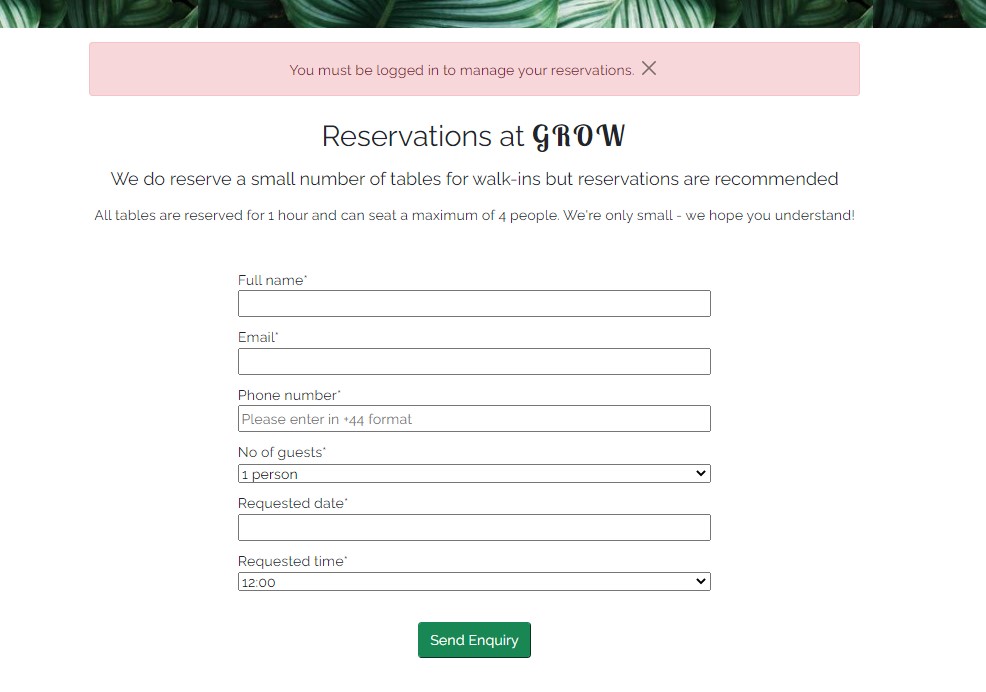 You must be logged in to manage your reservations.
Reservations at GROW
We do reserve a small number of tables for walk-ins but reservations are recommended
All tables are reserved for 1 hour and can seat a maximum of 4 people. We're only small - we hope you understand!
Full name*
Email*
Phone number*
Please enter in +44 format
No of guests*
1 person
Requested date*
Requested time*
12:00
Send Enquiry